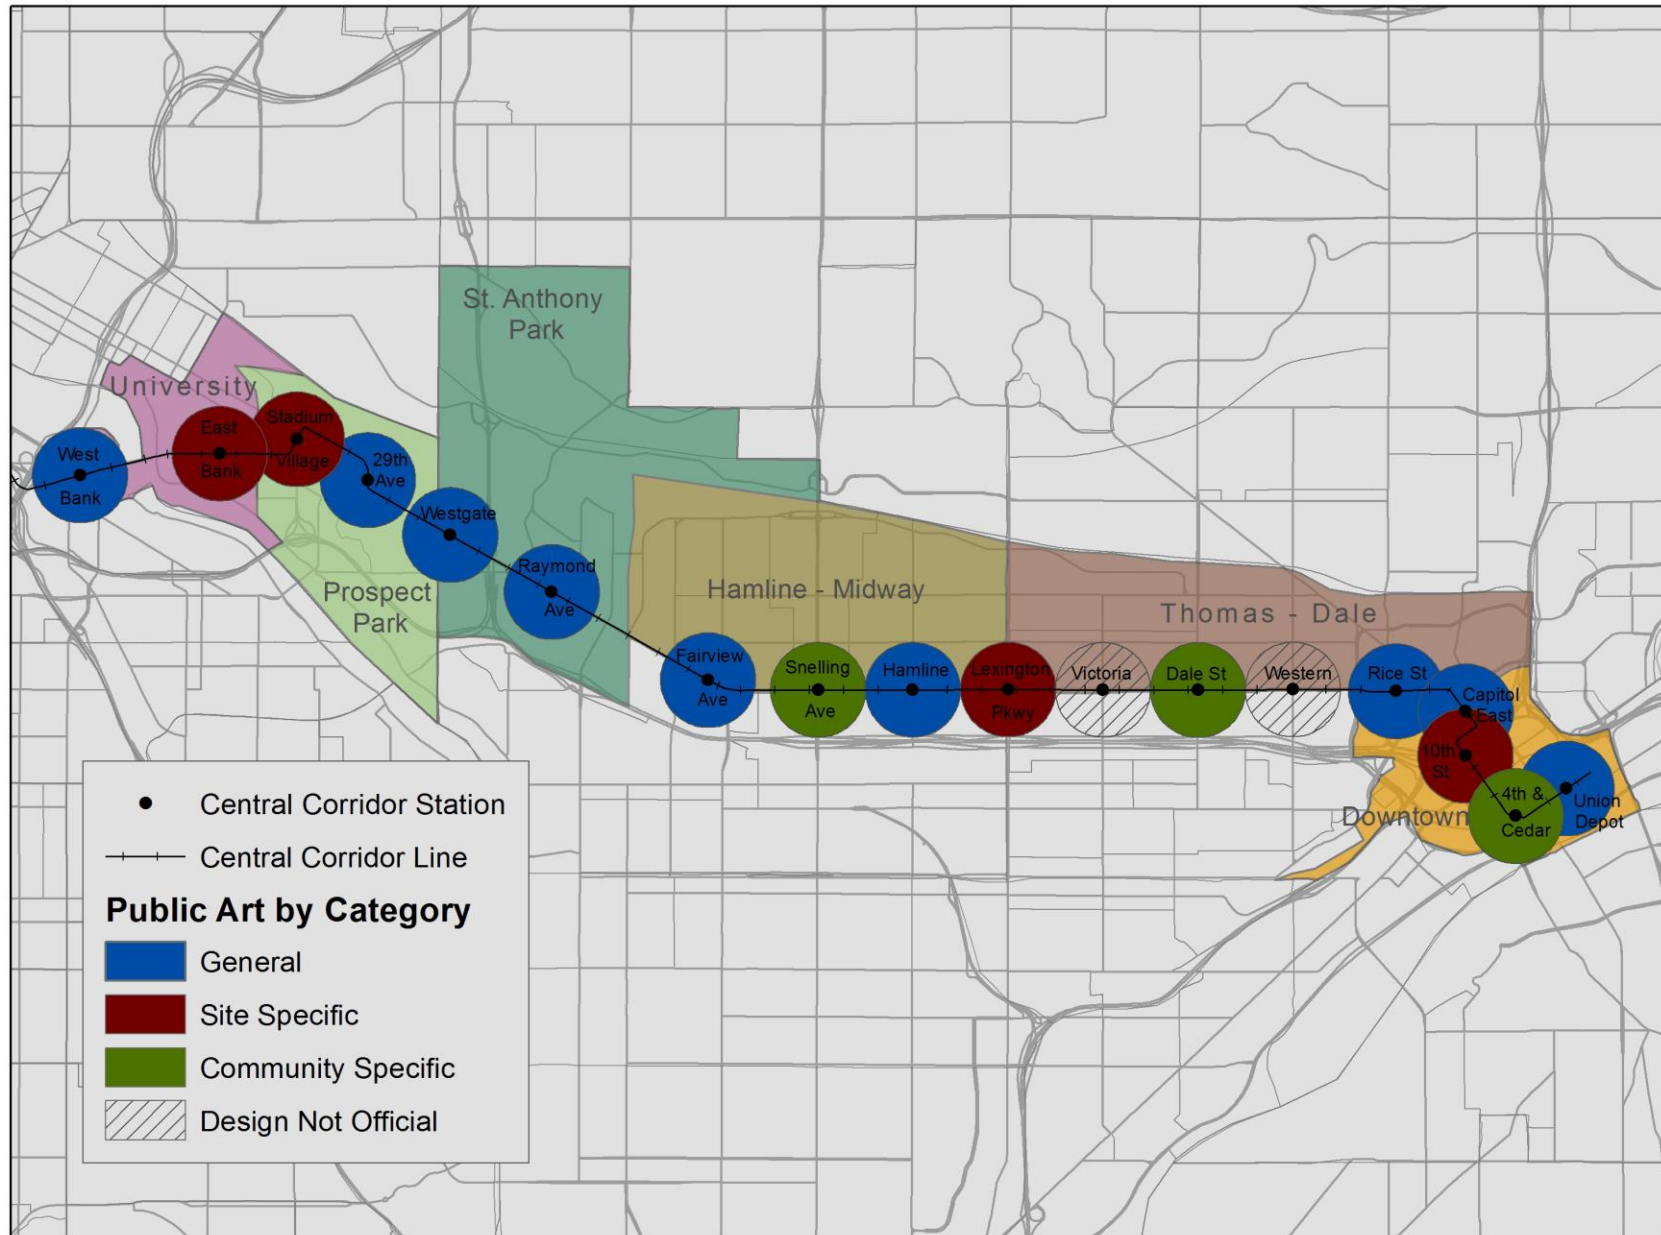 St. Anthony
Park
University
Stadium
Village
East
Bank
29th
Ave
West
Bank
Westgate
Raymond
Ave
Prospect
Park
Hamline - Midway
Thomas - Dale
Fairview
Ave
Snelling
Ave
Hamline
Lexington
Pkwy
Victoria
Dale St
Western
Rice St
Capitol
East
10th
St
Downtown
4th &
Cedar
Union
Depot
Central Corridor Station
Central Corridor Line
Public Art by Category
General
Site Specific
Community Specific
Design Not Official